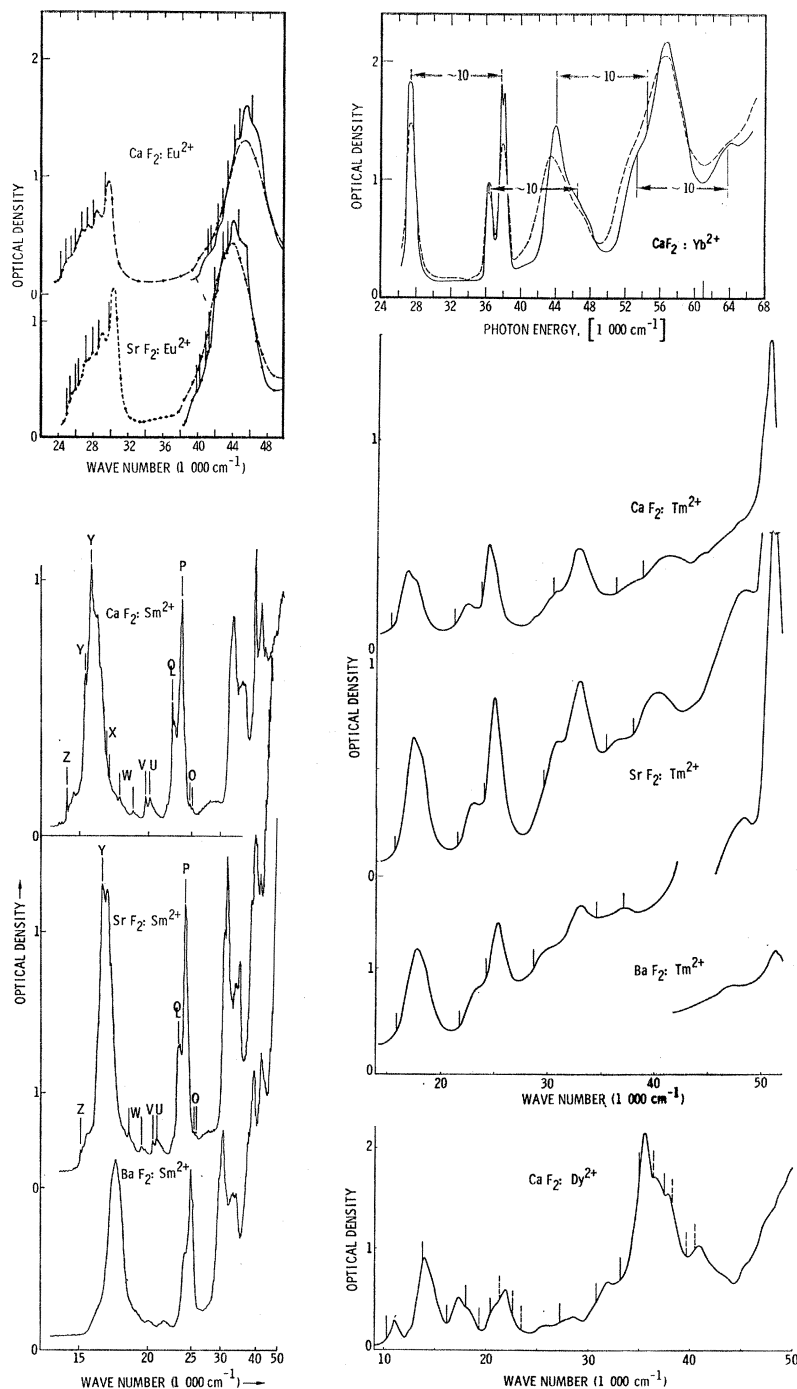 OPTICAL DENSITY
2
1
0
1
0
Ca F2: Eu2+
Sr F2: Eu2+
24 28 32 36 40 44 48
WAVE NUMBER (1 000 cm-1)
OPTICAL DENSITY
2
1
0
~10
~10
~10
~10
CaF2 : Yb2+
24 28 32 36 40 44 48 52 56 60 64 68
PHOTON ENERGY, [1 000 cm-1]
OPTICAL DENSITY
1
0
1
0
1
0
Ca F2: Tm2+
Sr F2: Tm2+
Ba F2: Tm2+
20 30 40 50
WAVE NUMBER (1 000 cm-1)
OPTICAL DENSITY
1
0
1
1
0
0
Y
P
Ca F2: Sm2+
Y
Q
Z
X
W
V U
O
Y
P
Sr F2: Sm2+
Q
Z
W
V U
O
Ba F2: Sm2+
15 20 25 30 40 50
WAVE NUMBER (1 000 cm-1)
OPTICAL DENSITY
2
1
0
Ca F2: Dy2+
10 20 30 40 50
WAVE NUMBER (1 000 cm-1)